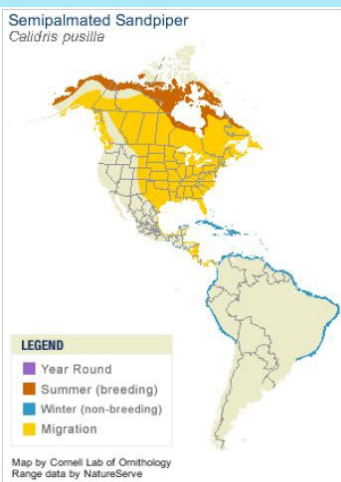 Semipalmated Sandpiper
Calidris pusilla
LEGEND
Year Round
Summer (breeding)
Winter (non-breeding)
Migration
Map by Cornell Lab of Ornithology
Range data by NatureServe